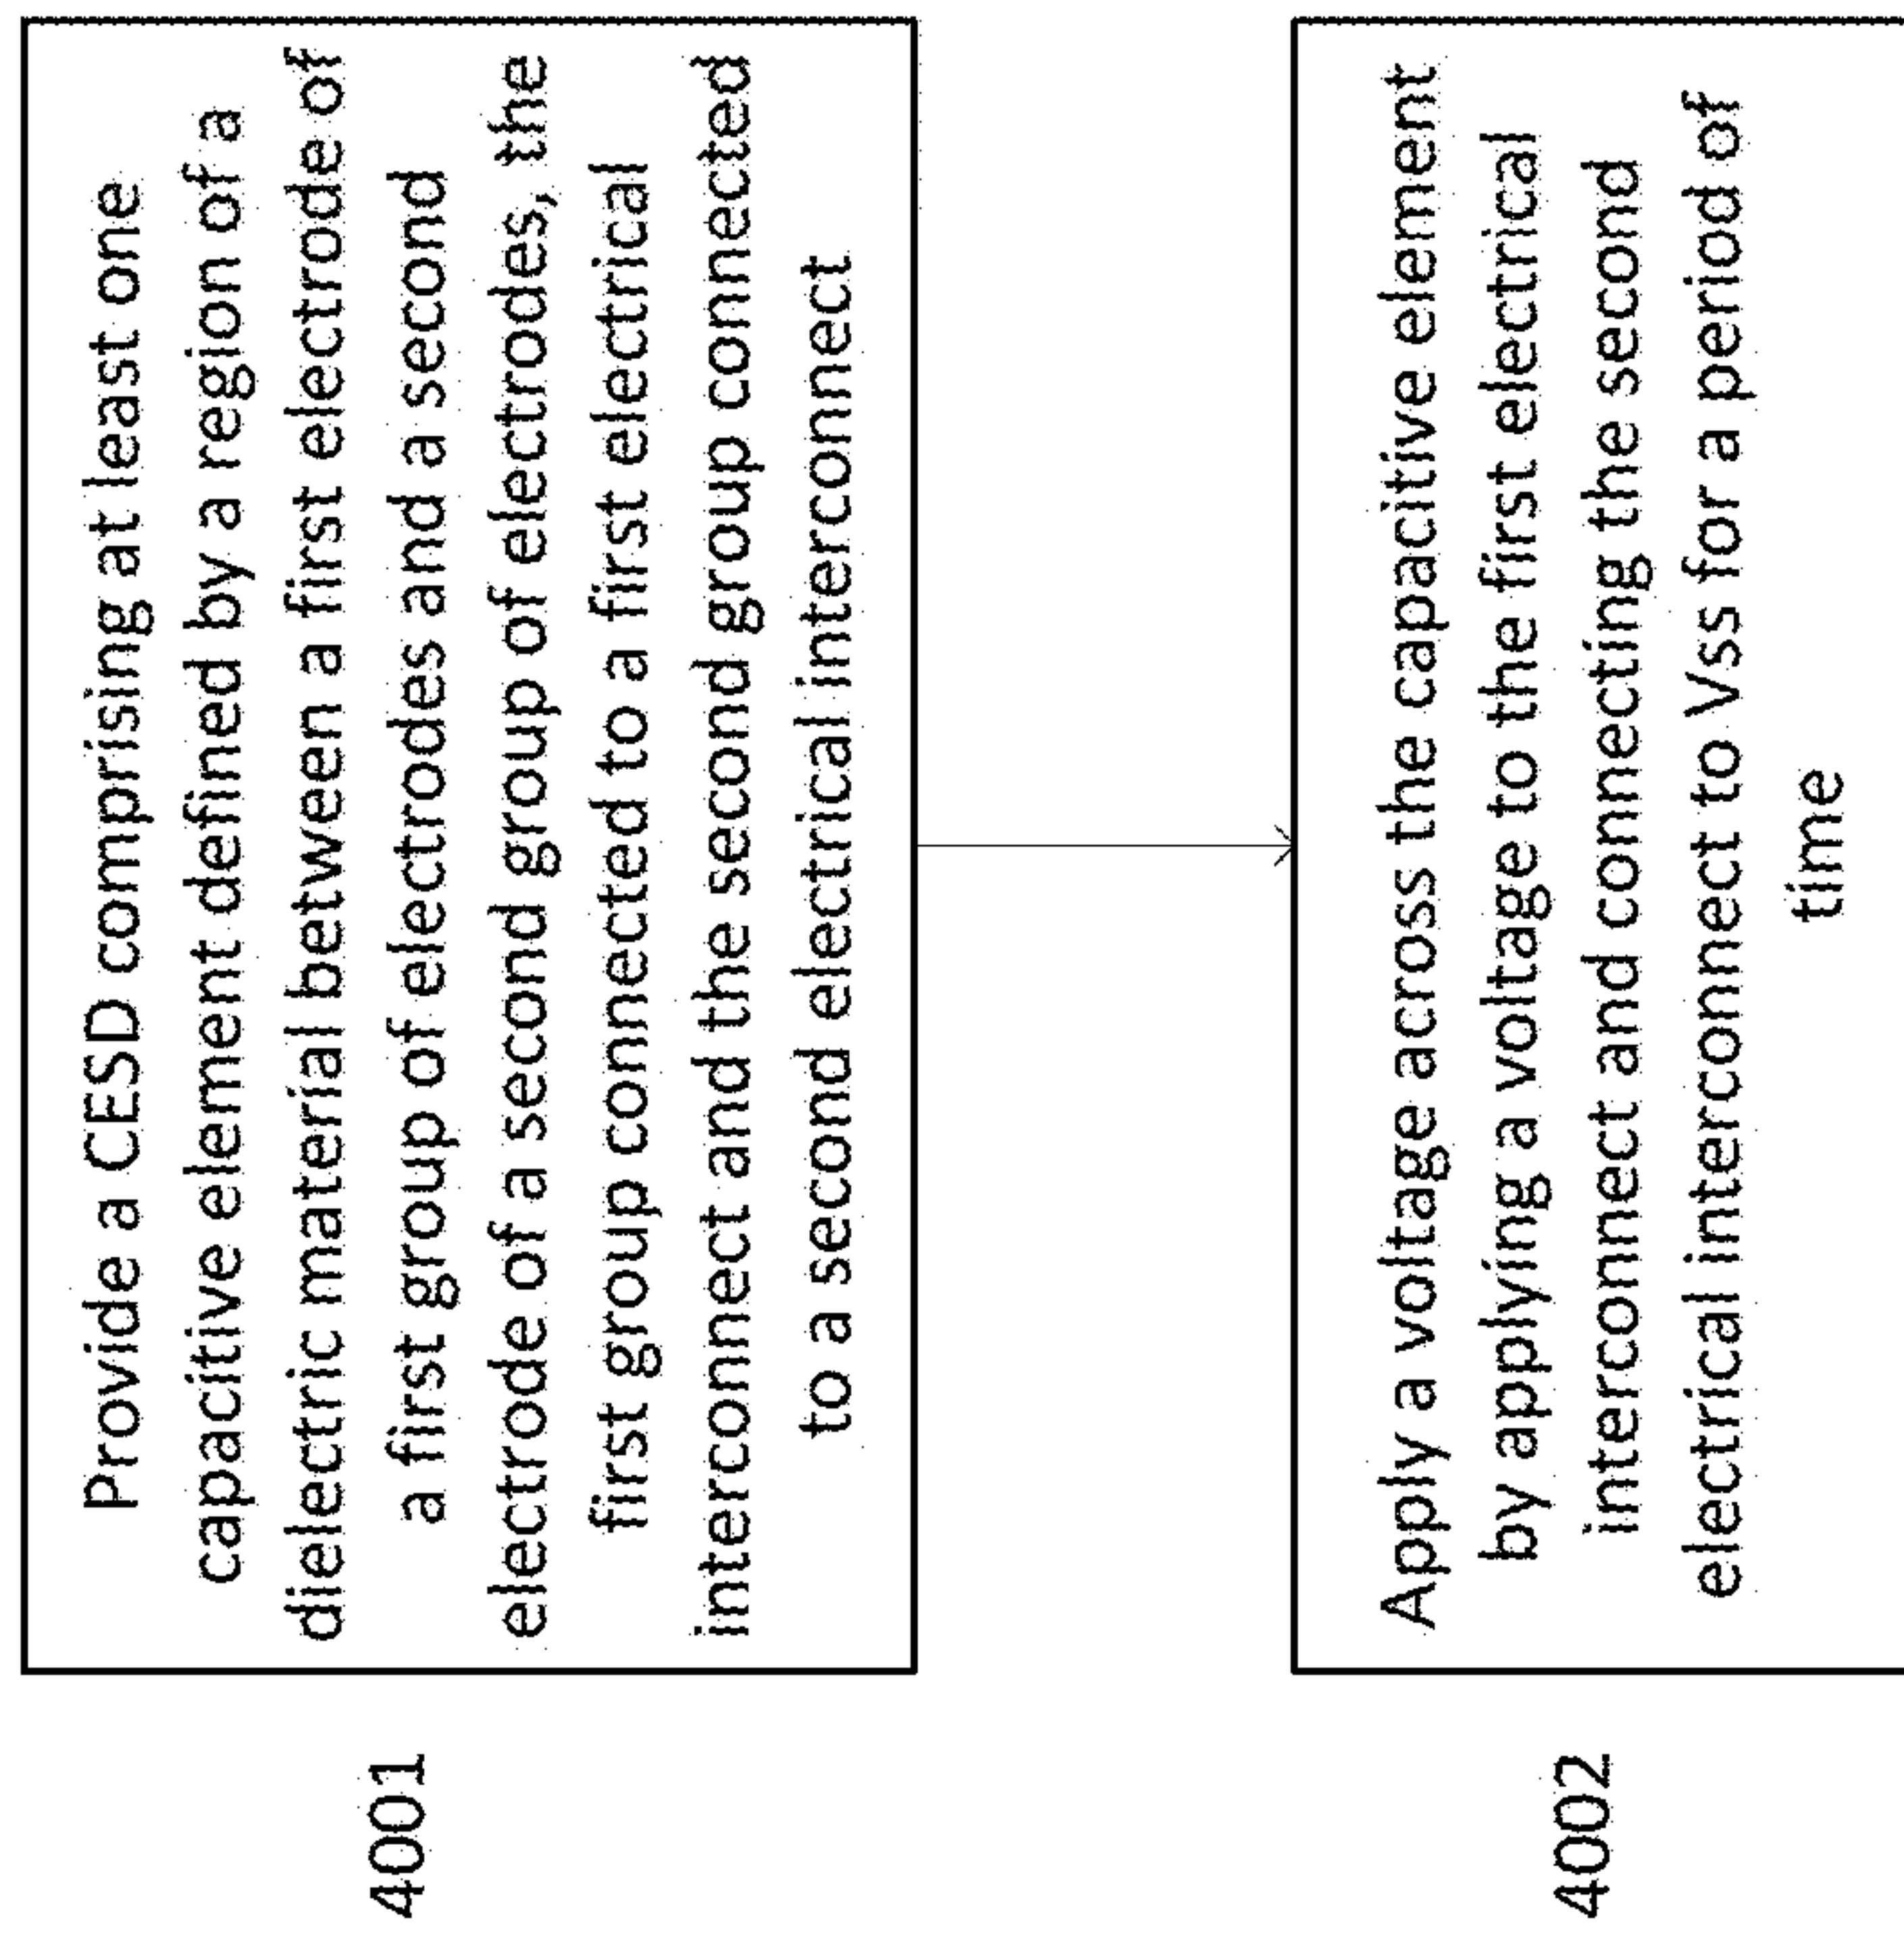 Provide a CESD comprising at least one
capacitive element defined by a region of a
dielectric material between a first electrode of
a first group of electrodes and a second
electrode of a second group of electrodes, the
first group connected to a first electrical
interconnect and the second group connected
to a second electrical interconnect
4001
Apply a voltage across the capacitive element
by applying a voltage to the first electrical
interconnect and connecting the second
electrical interconnect to Vss for a period of
time
4002